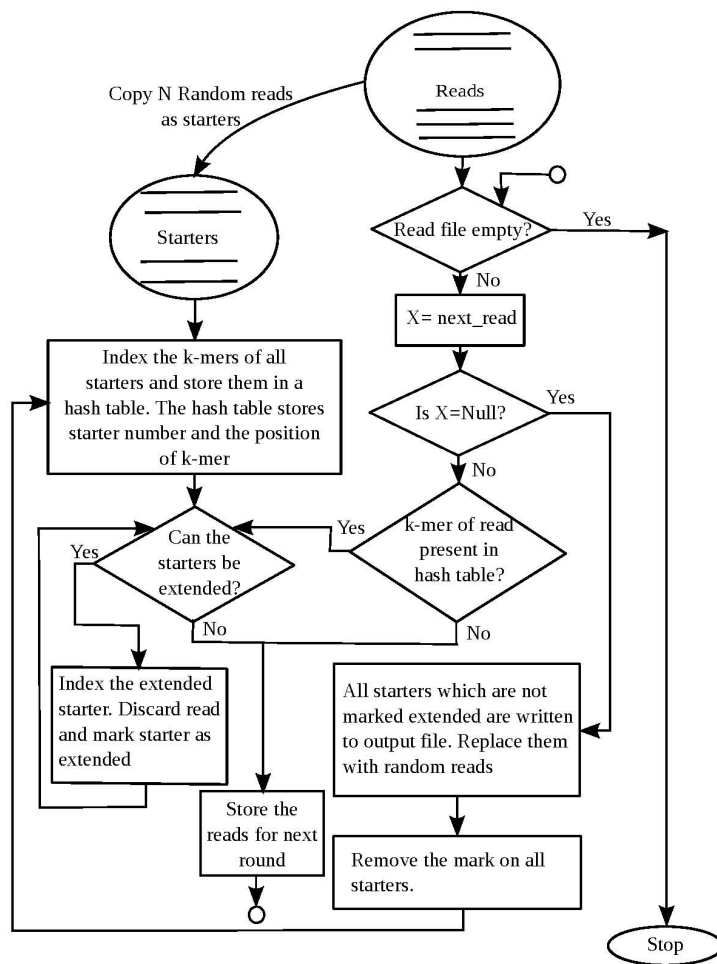 Reads
Copy N Random reads
as starters
Starters
Read file empty?
Yes
No
X= next_read
Index the k-mers of all
starters and store them in a
hash table. The hash table stores
starter number and the position
of k-mer
Is X=Null?
Yes
No
Can the
starters be
extended?
Yes
No
k-mer of read
present in
hash table?
Yes
No
Index the extended
starter. Discard read
and mark starter as
extended
All starters which are not
marked extended are written
to output file. Replace them
with random reads
Store the
reads for next
round
Remove the mark on all
starters.
Stop